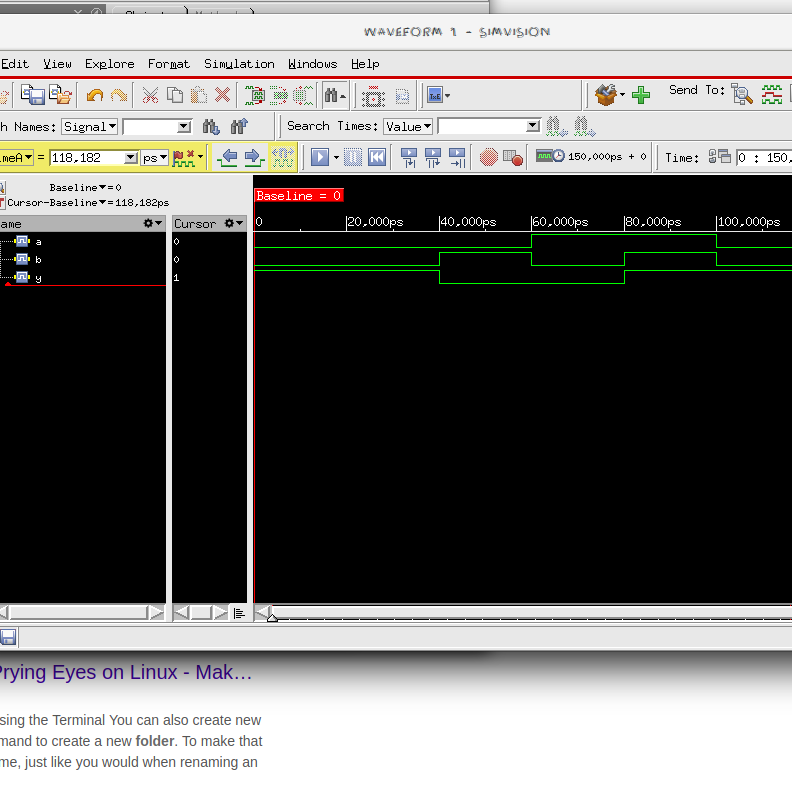 WAVEFORM 1 - SIMVISION
Edit View Explore Format Simulation Windows Help
Send To:
h Names: Signal Search Times: Value
meA = 118,182 ps 150,000ps + 0 Time: 0 : 150,
Baseline = 0
Cursor-Baseline = 118,182ps
Baseline = 0
ame Cursor
0 20,000ps 40,000ps 60,000ps 80,000ps 100,000ps
a 0
b 0
y 1
Prying Eyes on Linux - Mak…
sing the Terminal You can also create new
mand to create a new folder. To make that
me, just like you would when renaming an